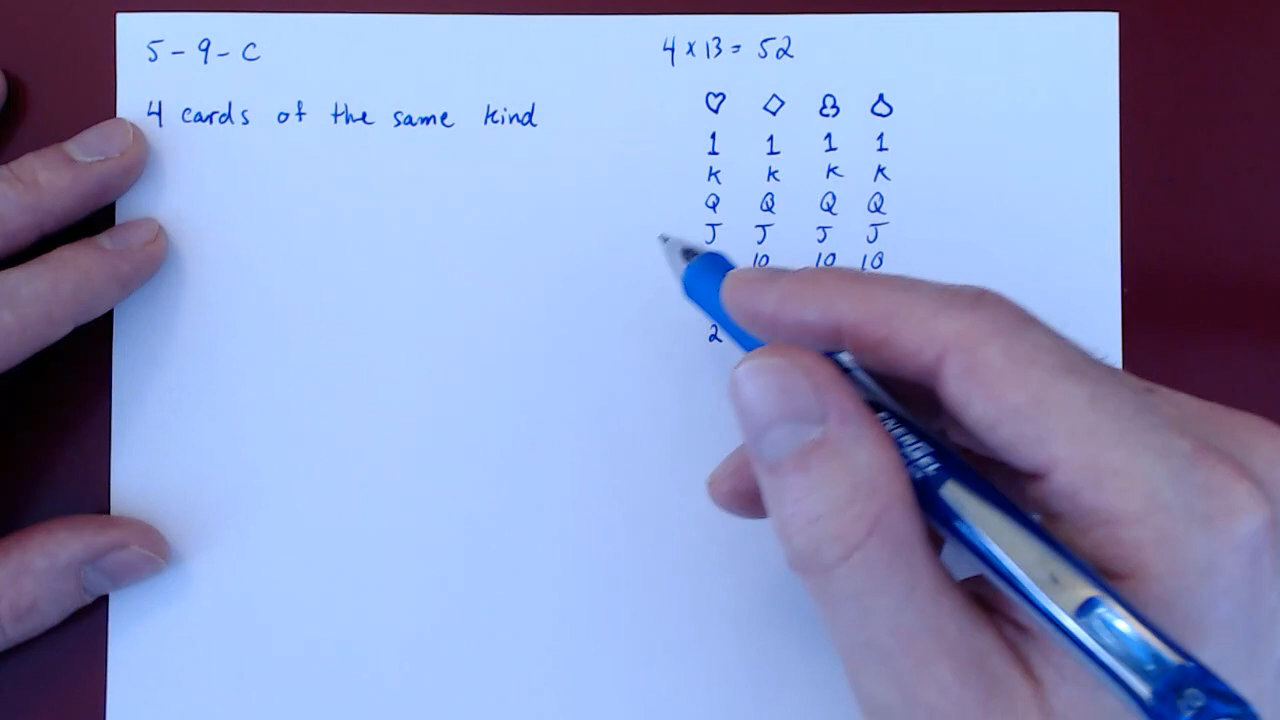 5-9-C
4 x 13 = 52
4 cards of the same kind
♡ ◇ ♧ ♤
1 1 1 1
K K K K
Q Q Q Q
J J J J
10 10 10
2
ENERGEL